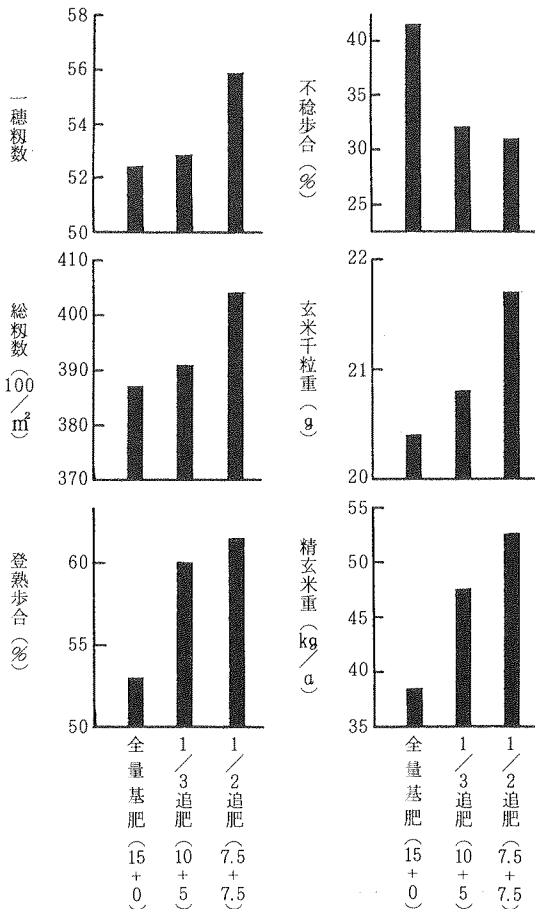 一穂籾数
58
56
54
52
50
不稔歩合(%)
40
35
30
25
総籾数(100/㎡)
410
400
390
380
370
玄米千粒重(g)
22
21
20
登熟歩合(%)
60
55
50
精玄米重(kg/a)
55
50
45
40
35
全量基肥(15+0)
1/3追肥(10+5)
1/2追肥(7.5+7.5)
全量基肥(15+0)
1/3追肥(10+5)
1/2追肥(7.5+7.5)